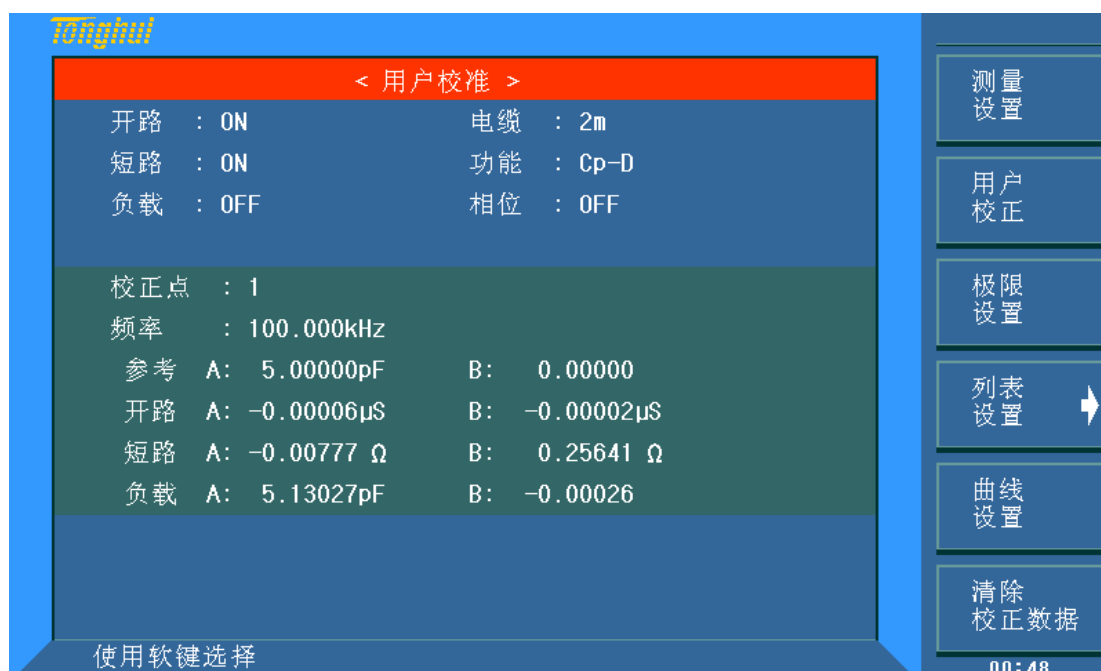 Tonghui
< 用户校准 >
开路 : ON 电缆 : 2m
短路 : ON 功能 : Cp-D
负载 : OFF 相位 : OFF
校正点 : 1
频率 : 100.000kHz
参考 A: 5.00000pF B: 0.00000
开路 A: -0.00006μS B: -0.00002μS
短路 A: -0.00777 Ω B: 0.25641 Ω
负载 A: 5.13027pF B: -0.00026
使用软键选择
测量
设置
用户
校正
极限
设置
列表
设置
曲线
设置
清除
校正数据
00:48